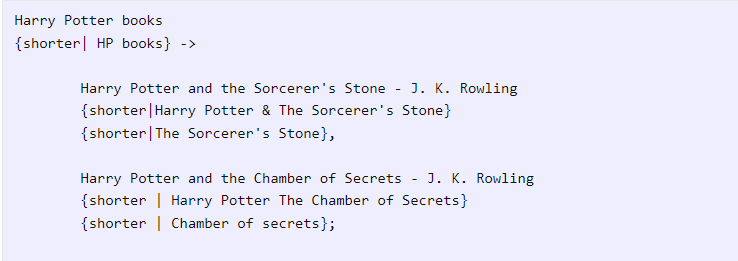 Harry Potter books
{shorter| HP books} ->
Harry Potter and the Sorcerer's Stone - J. K. Rowling
{shorter|Harry Potter & The Sorcerer's Stone}
{shorter|The Sorcerer's Stone},
Harry Potter and the Chamber of Secrets - J. K. Rowling
{shorter | Harry Potter The Chamber of Secrets}
{shorter | Chamber of secrets};